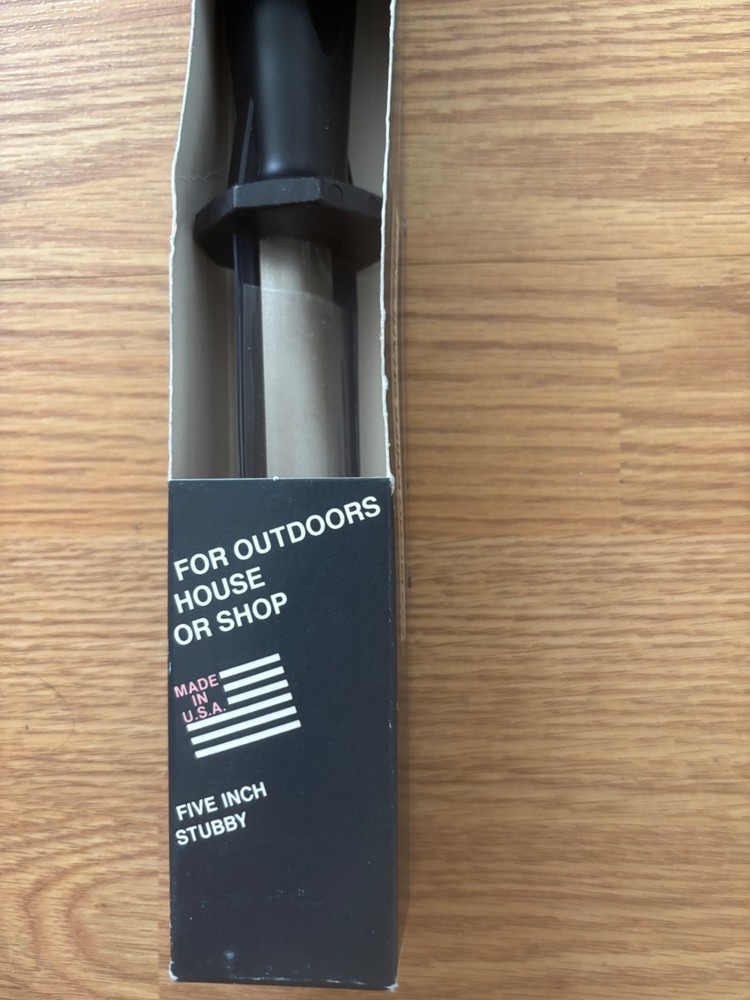 FOR OUTDOORS
HOUSE
OR SHOP
MADE
IN
U.S.A.
FIVE INCH
STUBBY